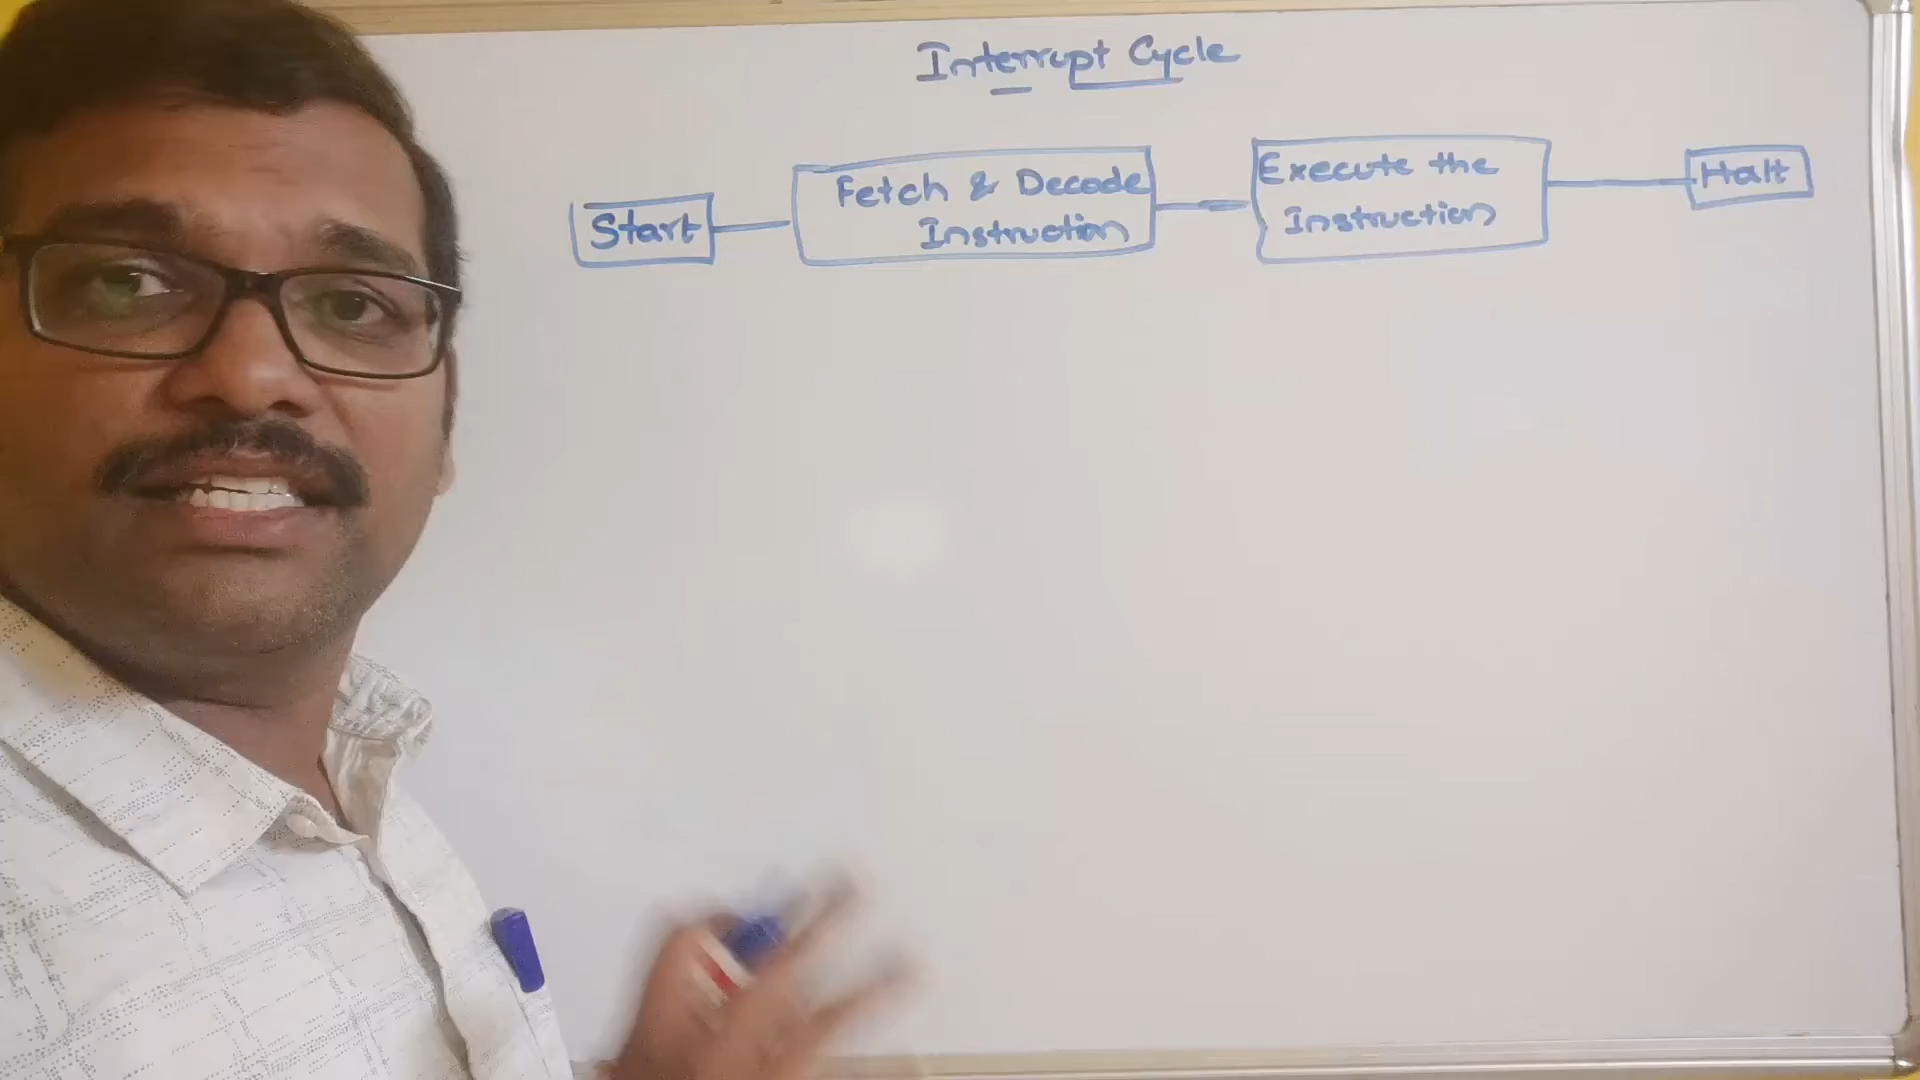 Interrupt Cycle
Start
Fetch & Decode
Instruction
Execute the
Instruction
Halt